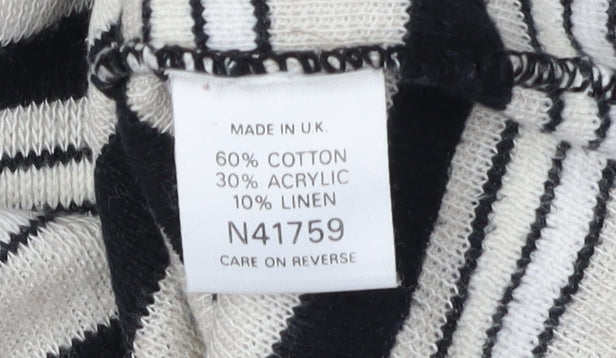 MADE IN U.K.
60% COTTON
30% ACRYLIC
10% LINEN
N41759
CARE ON REVERSE